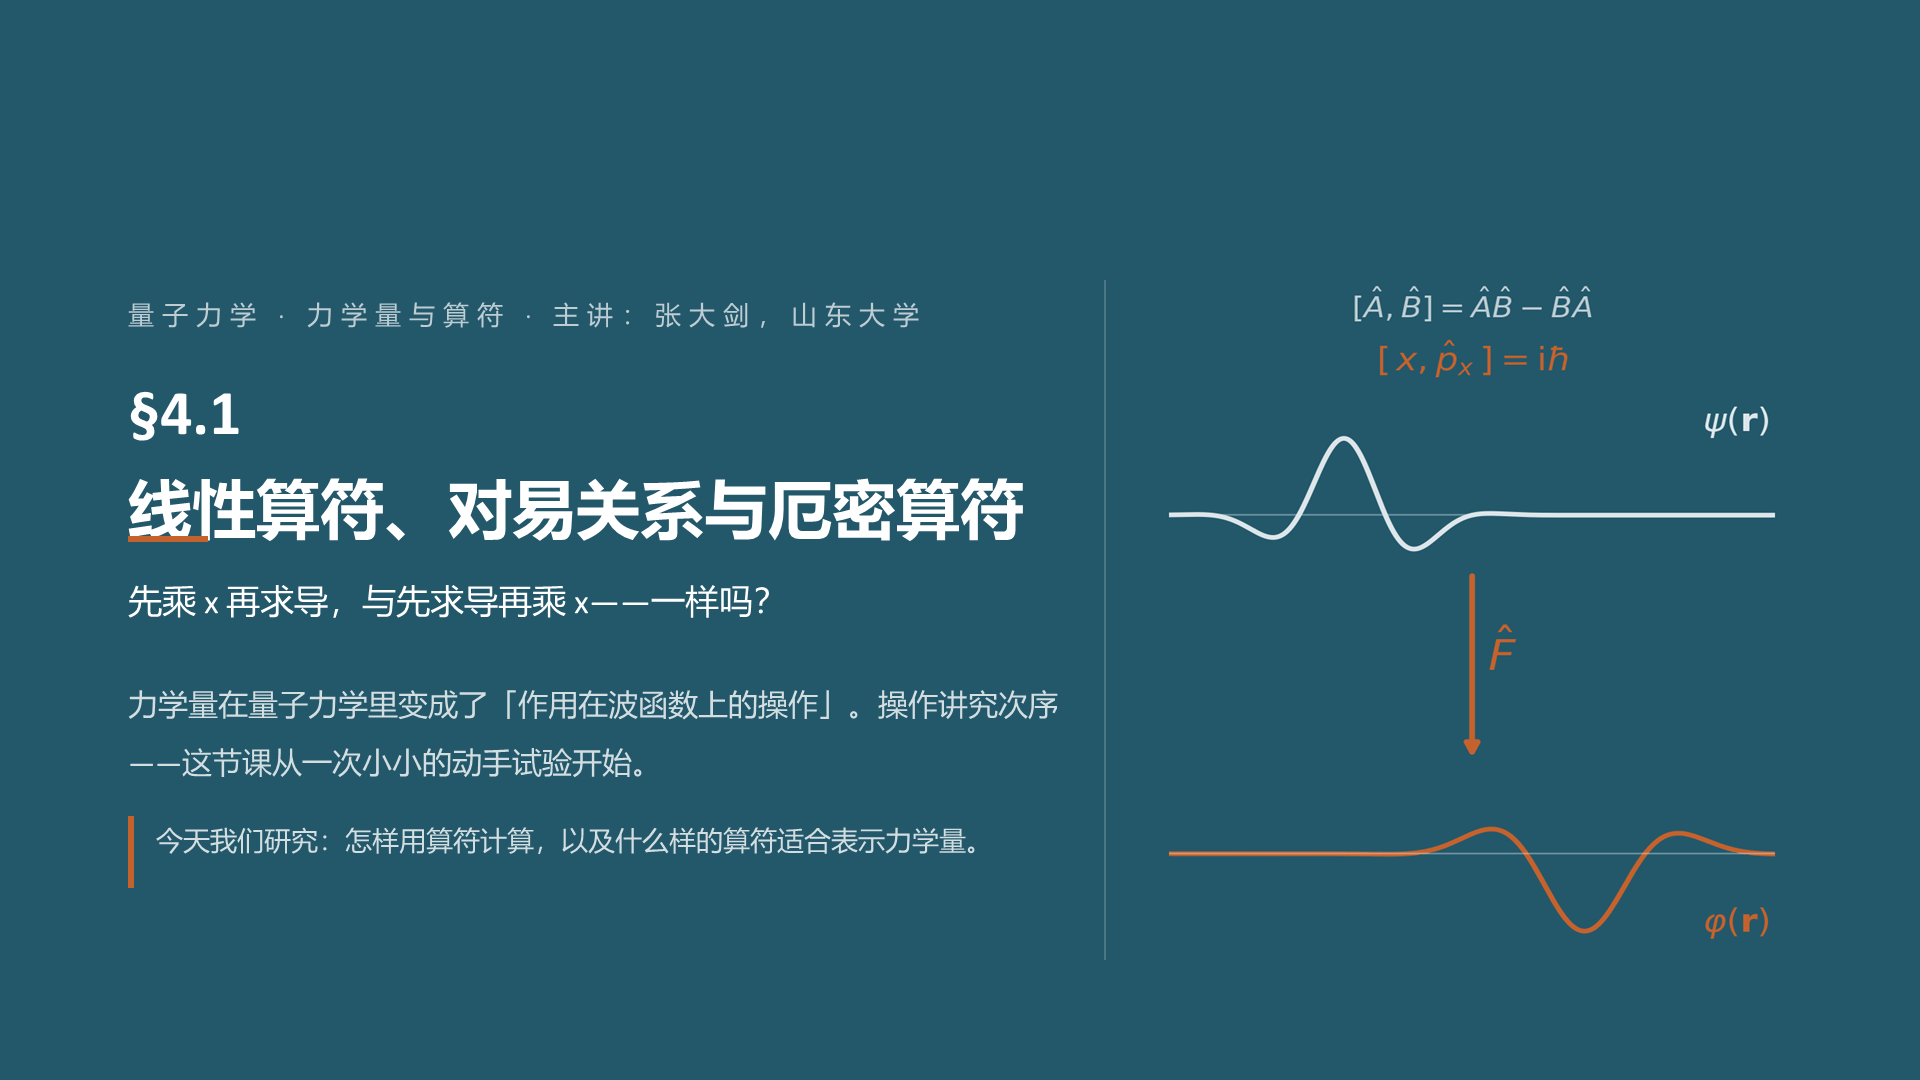 量子力学 · 力学量与算符 · 主讲：张大剑，山东大学
§4.1
线性算符、对易关系与厄密算符
先乘 x 再求导，与先求导再乘 x——一样吗？
力学量在量子力学里变成了「作用在波函数上的操作」。操作讲究次序
——这节课从一次小小的动手试验开始。
今天我们研究：怎样用算符计算，以及什么样的算符适合表示力学量。
[Â, B̂] = ÂB̂ − B̂Â
[ x, p̂ₓ ] = iħ
ψ(r)
F̂
φ(r)